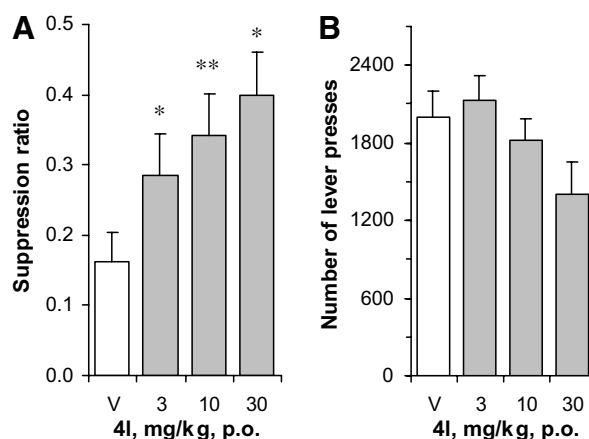 A
Suppression ratio
0.5
0.4
0.3
0.2
0.1
0.0
*
**
*
V 3 10 30
4l, mg/kg, p.o.
B
Number of lever presses
2400
1800
1200
600
0
V 3 10 30
4l, mg/kg, p.o.